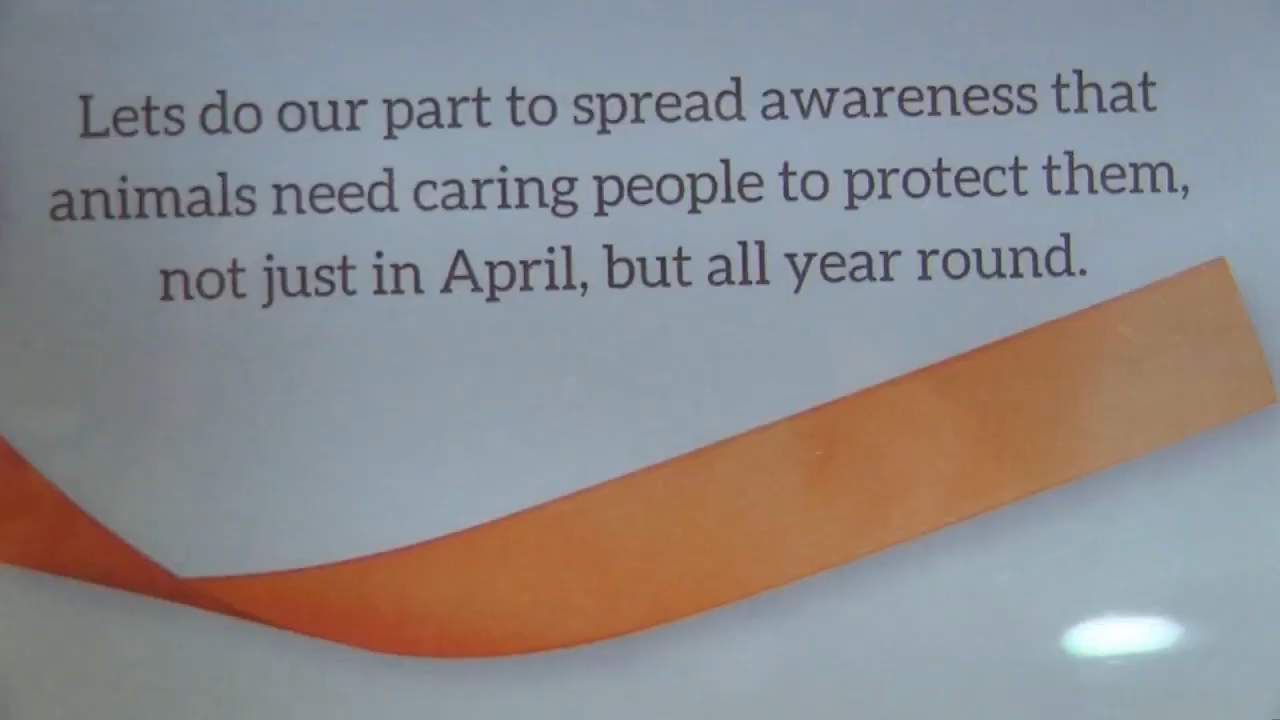 Lets do our part to spread awareness that
animals need caring people to protect them,
not just in April, but all year round.